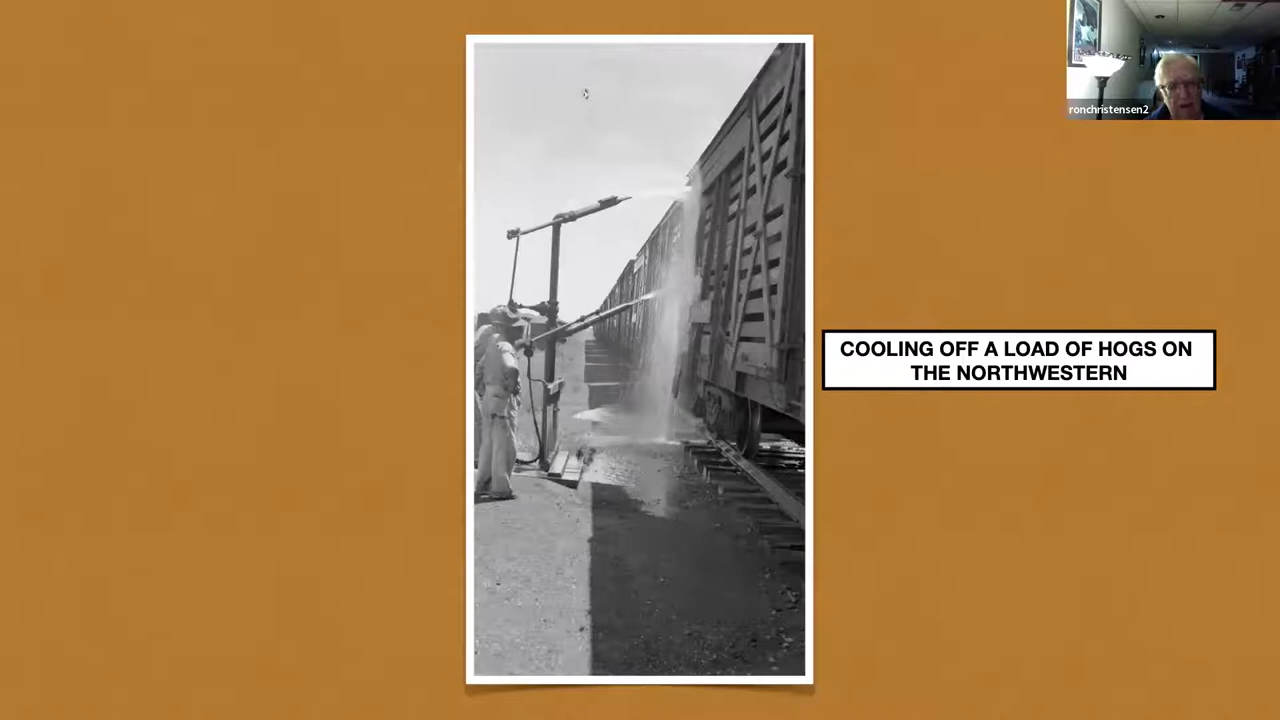 ronchristensen2
COOLING OFF A LOAD OF HOGS ON
THE NORTHWESTERN